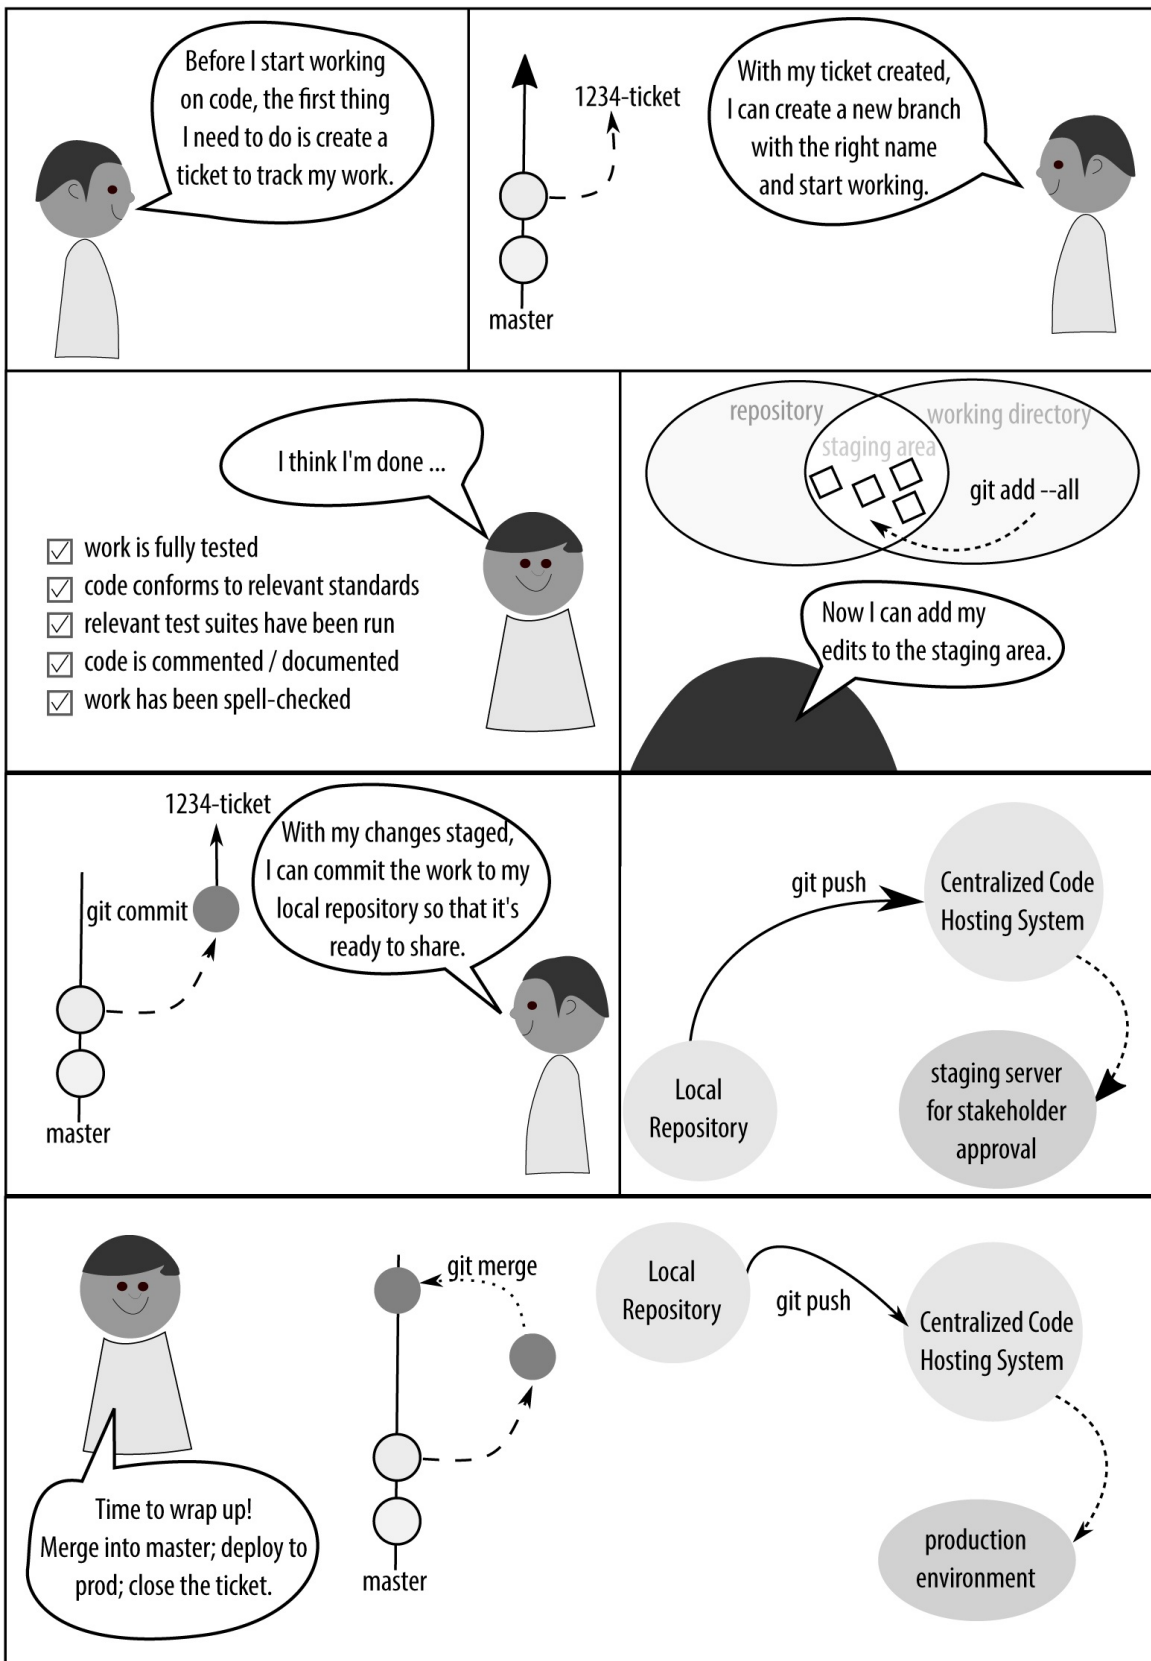 Before I start working
on code, the first thing
I need to do is create a
ticket to track my work.
1234-ticket
master
With my ticket created,
I can create a new branch
with the right name
and start working.
I think I'm done ...
work is fully tested
code conforms to relevant standards
relevant test suites have been run
code is commented / documented
work has been spell-checked
repository
working directory
staging area
git add --all
Now I can add my
edits to the staging area.
1234-ticket
git commit
master
With my changes staged,
I can commit the work to my
local repository so that it's
ready to share.
git push
Centralized Code
Hosting System
Local
Repository
staging server
for stakeholder
approval
Time to wrap up!
Merge into master; deploy to
prod; close the ticket.
git merge
master
Local
Repository
git push
Centralized Code
Hosting System
production
environment